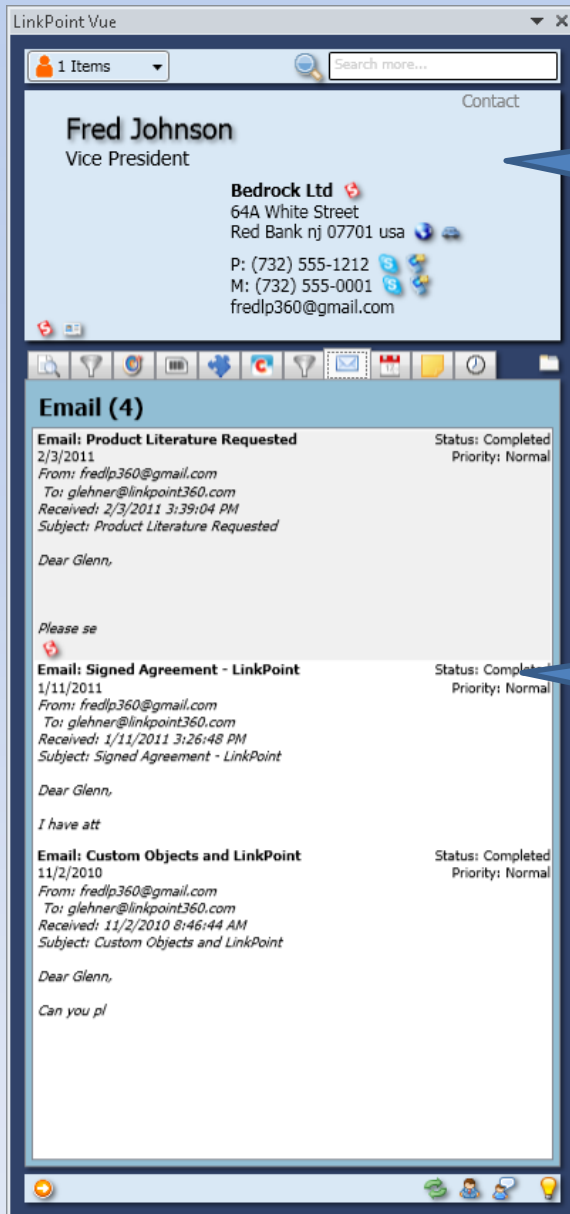 LinkPoint Vue
1 Items
Search more...
Contact
Fred Johnson
Vice President
Bedrock Ltd
64A White Street
Red Bank nj 07701 usa
P: (732) 555-1212
M: (732) 555-0001
fredlp360@gmail.com
Email (4)
Email: Product Literature Requested Status: Completed
2/3/2011 Priority: Normal
From: fredlp360@gmail.com
To: glehner@linkpoint360.com
Received: 2/3/2011 3:39:04 PM
Subject: Product Literature Requested
Dear Glenn,
Please se
Email: Signed Agreement - LinkPoint Status: Completed
1/11/2011 Priority: Normal
From: fredlp360@gmail.com
To: glehner@linkpoint360.com
Received: 1/11/2011 3:26:48 PM
Subject: Signed Agreement - LinkPoint
Dear Glenn,
I have att
Email: Custom Objects and LinkPoint Status: Completed
11/2/2010 Priority: Normal
From: fredlp360@gmail.com
To: glehner@linkpoint360.com
Received: 11/2/2010 8:46:44 AM
Subject: Custom Objects and LinkPoint
Dear Glenn,
Can you pl